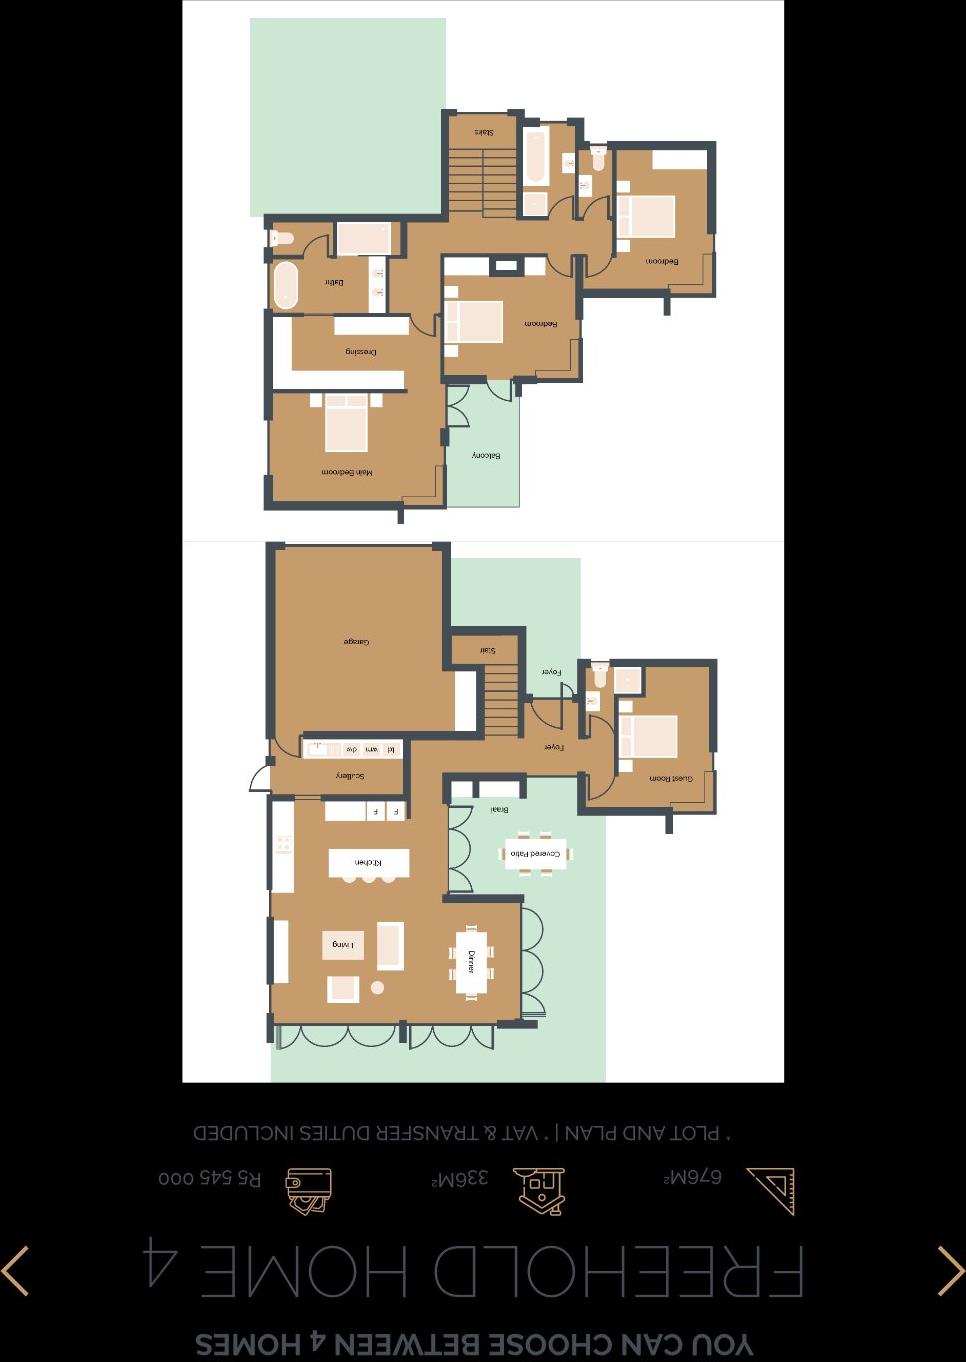 YOU CAN CHOOSE BETWEEN 4 HOMES
FREEHOLD HOME 4
676M² 336M² R5 545 000
* PLOT AND PLAN | * VAT & TRANSFER DUTIES INCLUDED
Living
Dinner
Kitchen
Covered Patio
F F
Braai
Scullery
Guest Room
td wm dw
Foyer
Foyer
Stair
Garage
Main Bedroom
Balcony
Dressing
Bedroom
Bath
Bedroom
Stairs